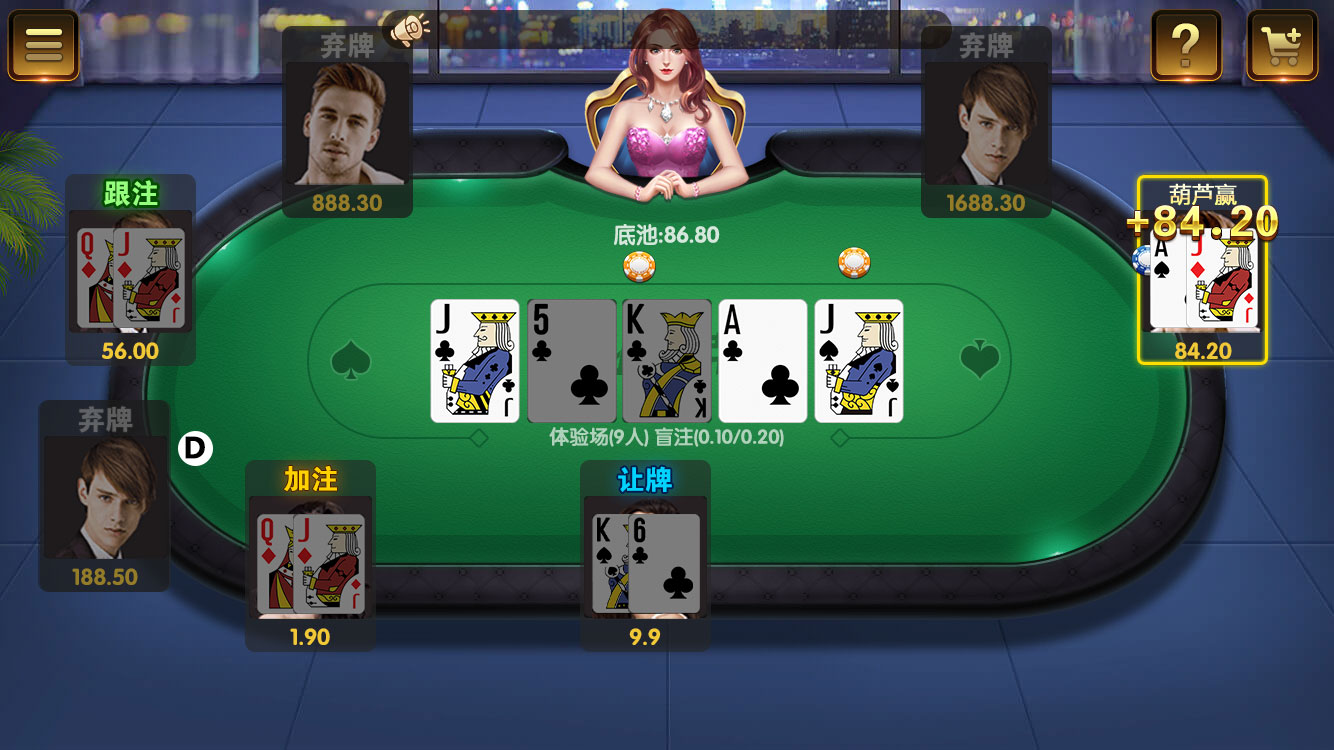 弃牌
888.30
弃牌
1688.30
?
跟注
Q J
J
56.00
葫芦赢
+84.20
A J
J
84.20
底池:86.80
J 5 K A J
J K J
体验场(9人) 盲注(0.10/0.20)
弃牌
188.50
D
加注
Q J
J
1.90
让牌
K 6
9.9